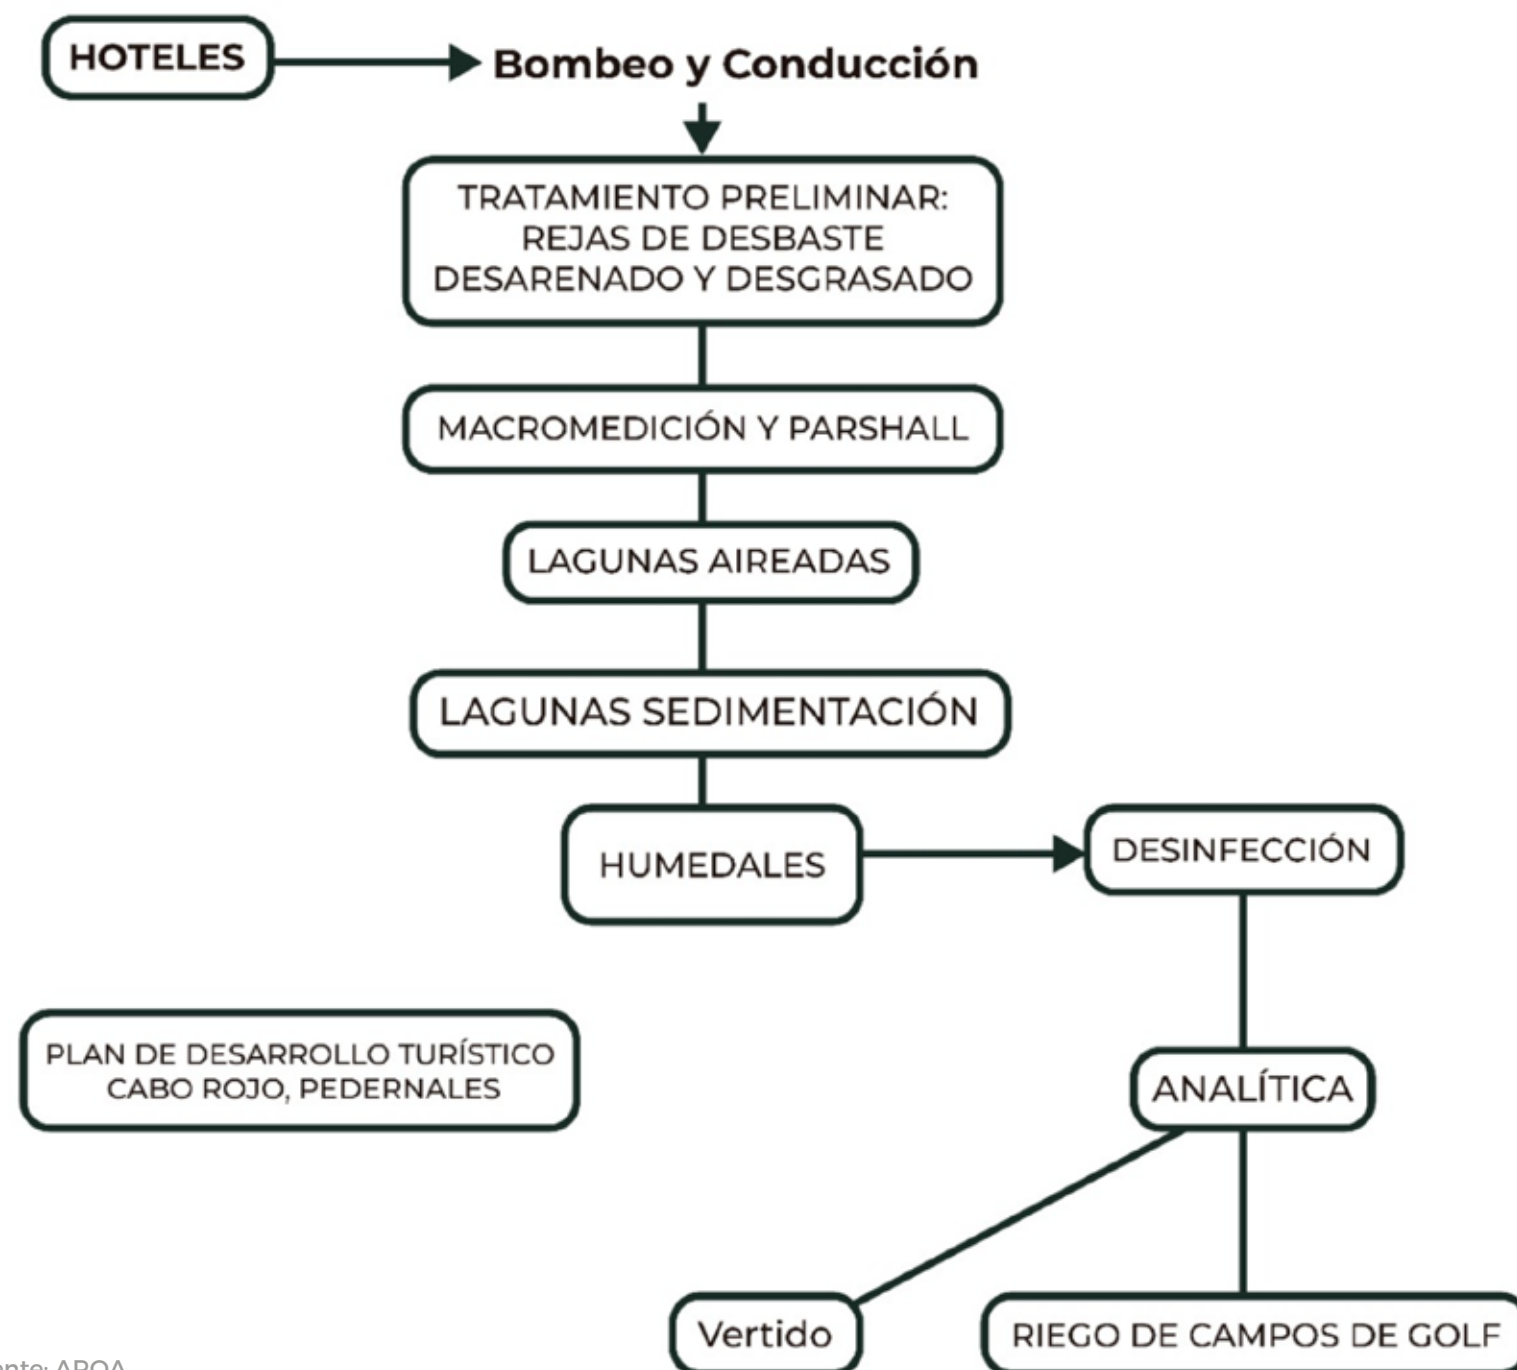 HOTELES
Bombeo y Conducción
TRATAMIENTO PRELIMINAR:
REJAS DE DESBASTE
DESARENADO Y DESGRASADO
MACROMEDICIÓN Y PARSHALL
LAGUNAS AIREADAS
LAGUNAS SEDIMENTACIÓN
HUMEDALES
DESINFECCIÓN
PLAN DE DESARROLLO TURÍSTICO
CABO ROJO, PEDERNALES
ANALÍTICA
Vertido
RIEGO DE CAMPOS DE GOLF